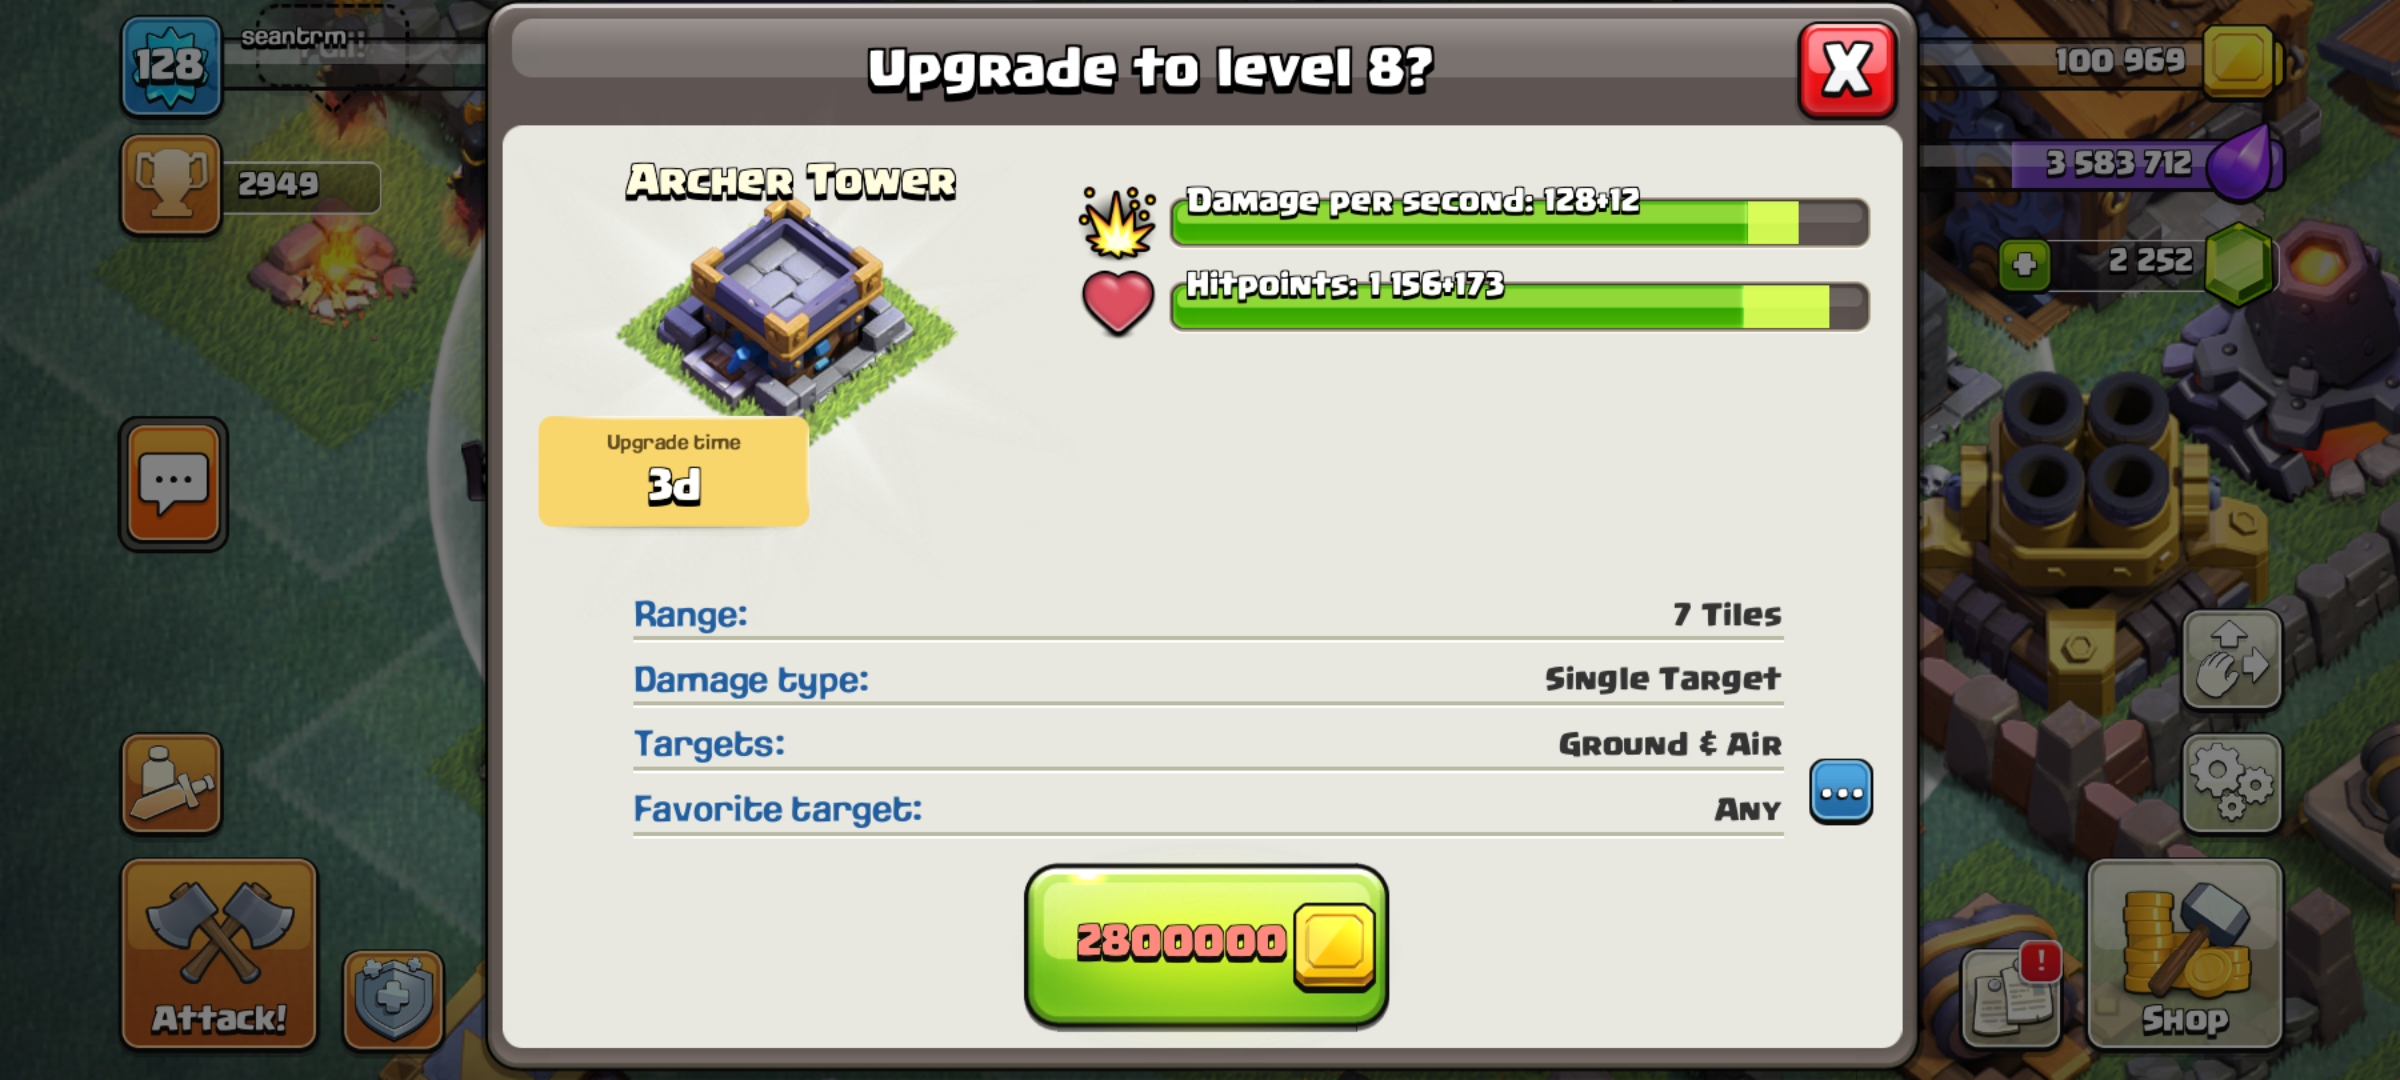 128
seantrm
Full!
2949
Attack!
Upgrade to level 8?
X
Archer Tower
Upgrade time
3d
Damage per second: 128+12
Hitpoints: 1 156+173
Range: 7 Tiles
Damage type: Single Target
Targets: Ground & Air
Favorite target: Any
2800000
100 969
3 583 712
2 252
!
Shop